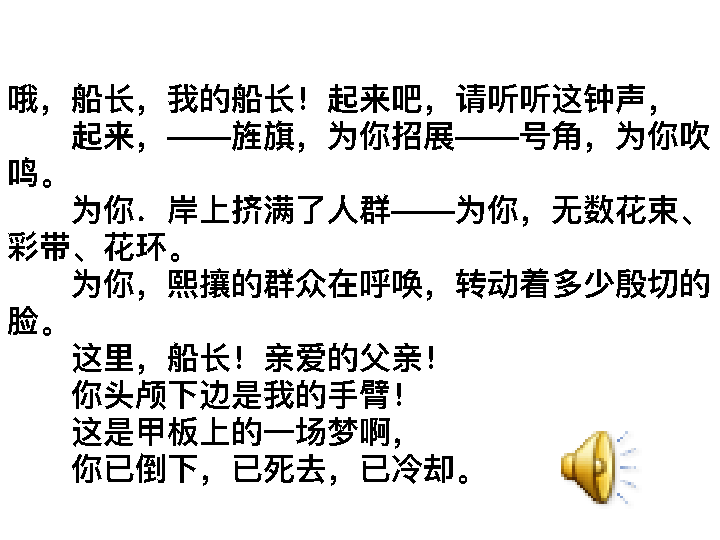 哦，船长，我的船长！起来吧，请听听这钟声，
起来，——旌旗，为你招展——号角，为你吹
鸣。
为你．岸上挤满了人群——为你，无数花束、
彩带、花环。
为你，熙攘的群众在呼唤，转动着多少殷切的
脸。
这里，船长！亲爱的父亲！
你头颅下边是我的手臂！
这是甲板上的一场梦啊，
你已倒下，已死去，已冷却。